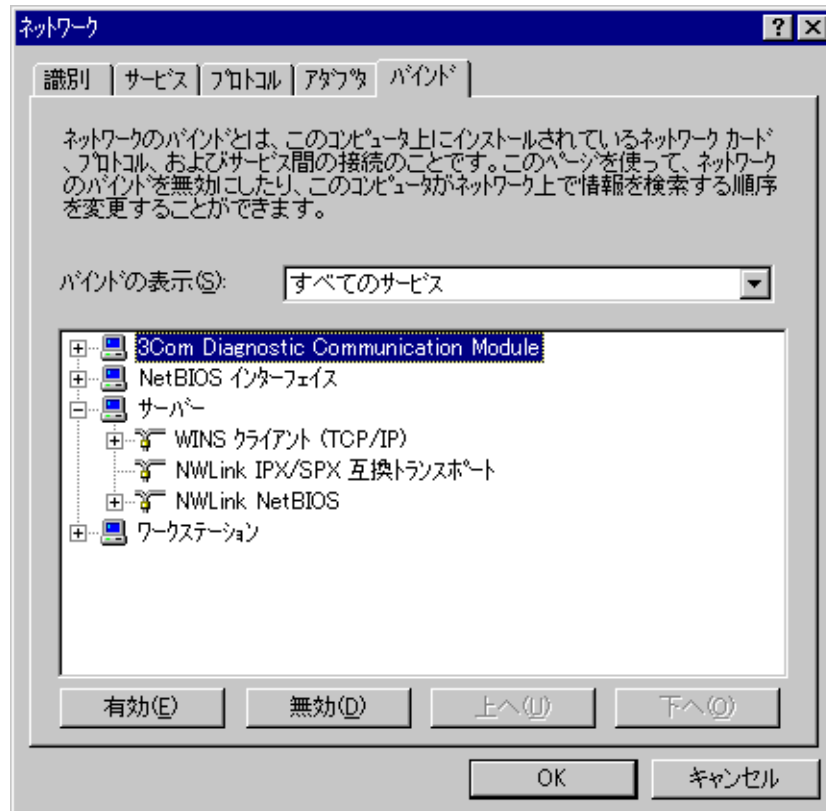 ネットワーク
識別 サービス プロトコル アダプタ バインド
ネットワークのバインドとは、このコンピュータ上にインストールされているネットワーク カード
、プロトコル、およびサービス間の接続のことです。このページを使って、ネットワーク
のバインドを無効にしたり、このコンピュータがネットワーク上で情報を検索する順序
を変更することができます。
バインドの表示(S): すべてのサービス
3Com Diagnostic Communication Module
NetBIOS インターフェイス
サーバー
WINS クライアント (TCP/IP)
NWLink IPX/SPX 互換トランスポート
NWLink NetBIOS
ワークステーション
有効(E) 無効(D) 上へ(U) 下へ(O)
OK キャンセル